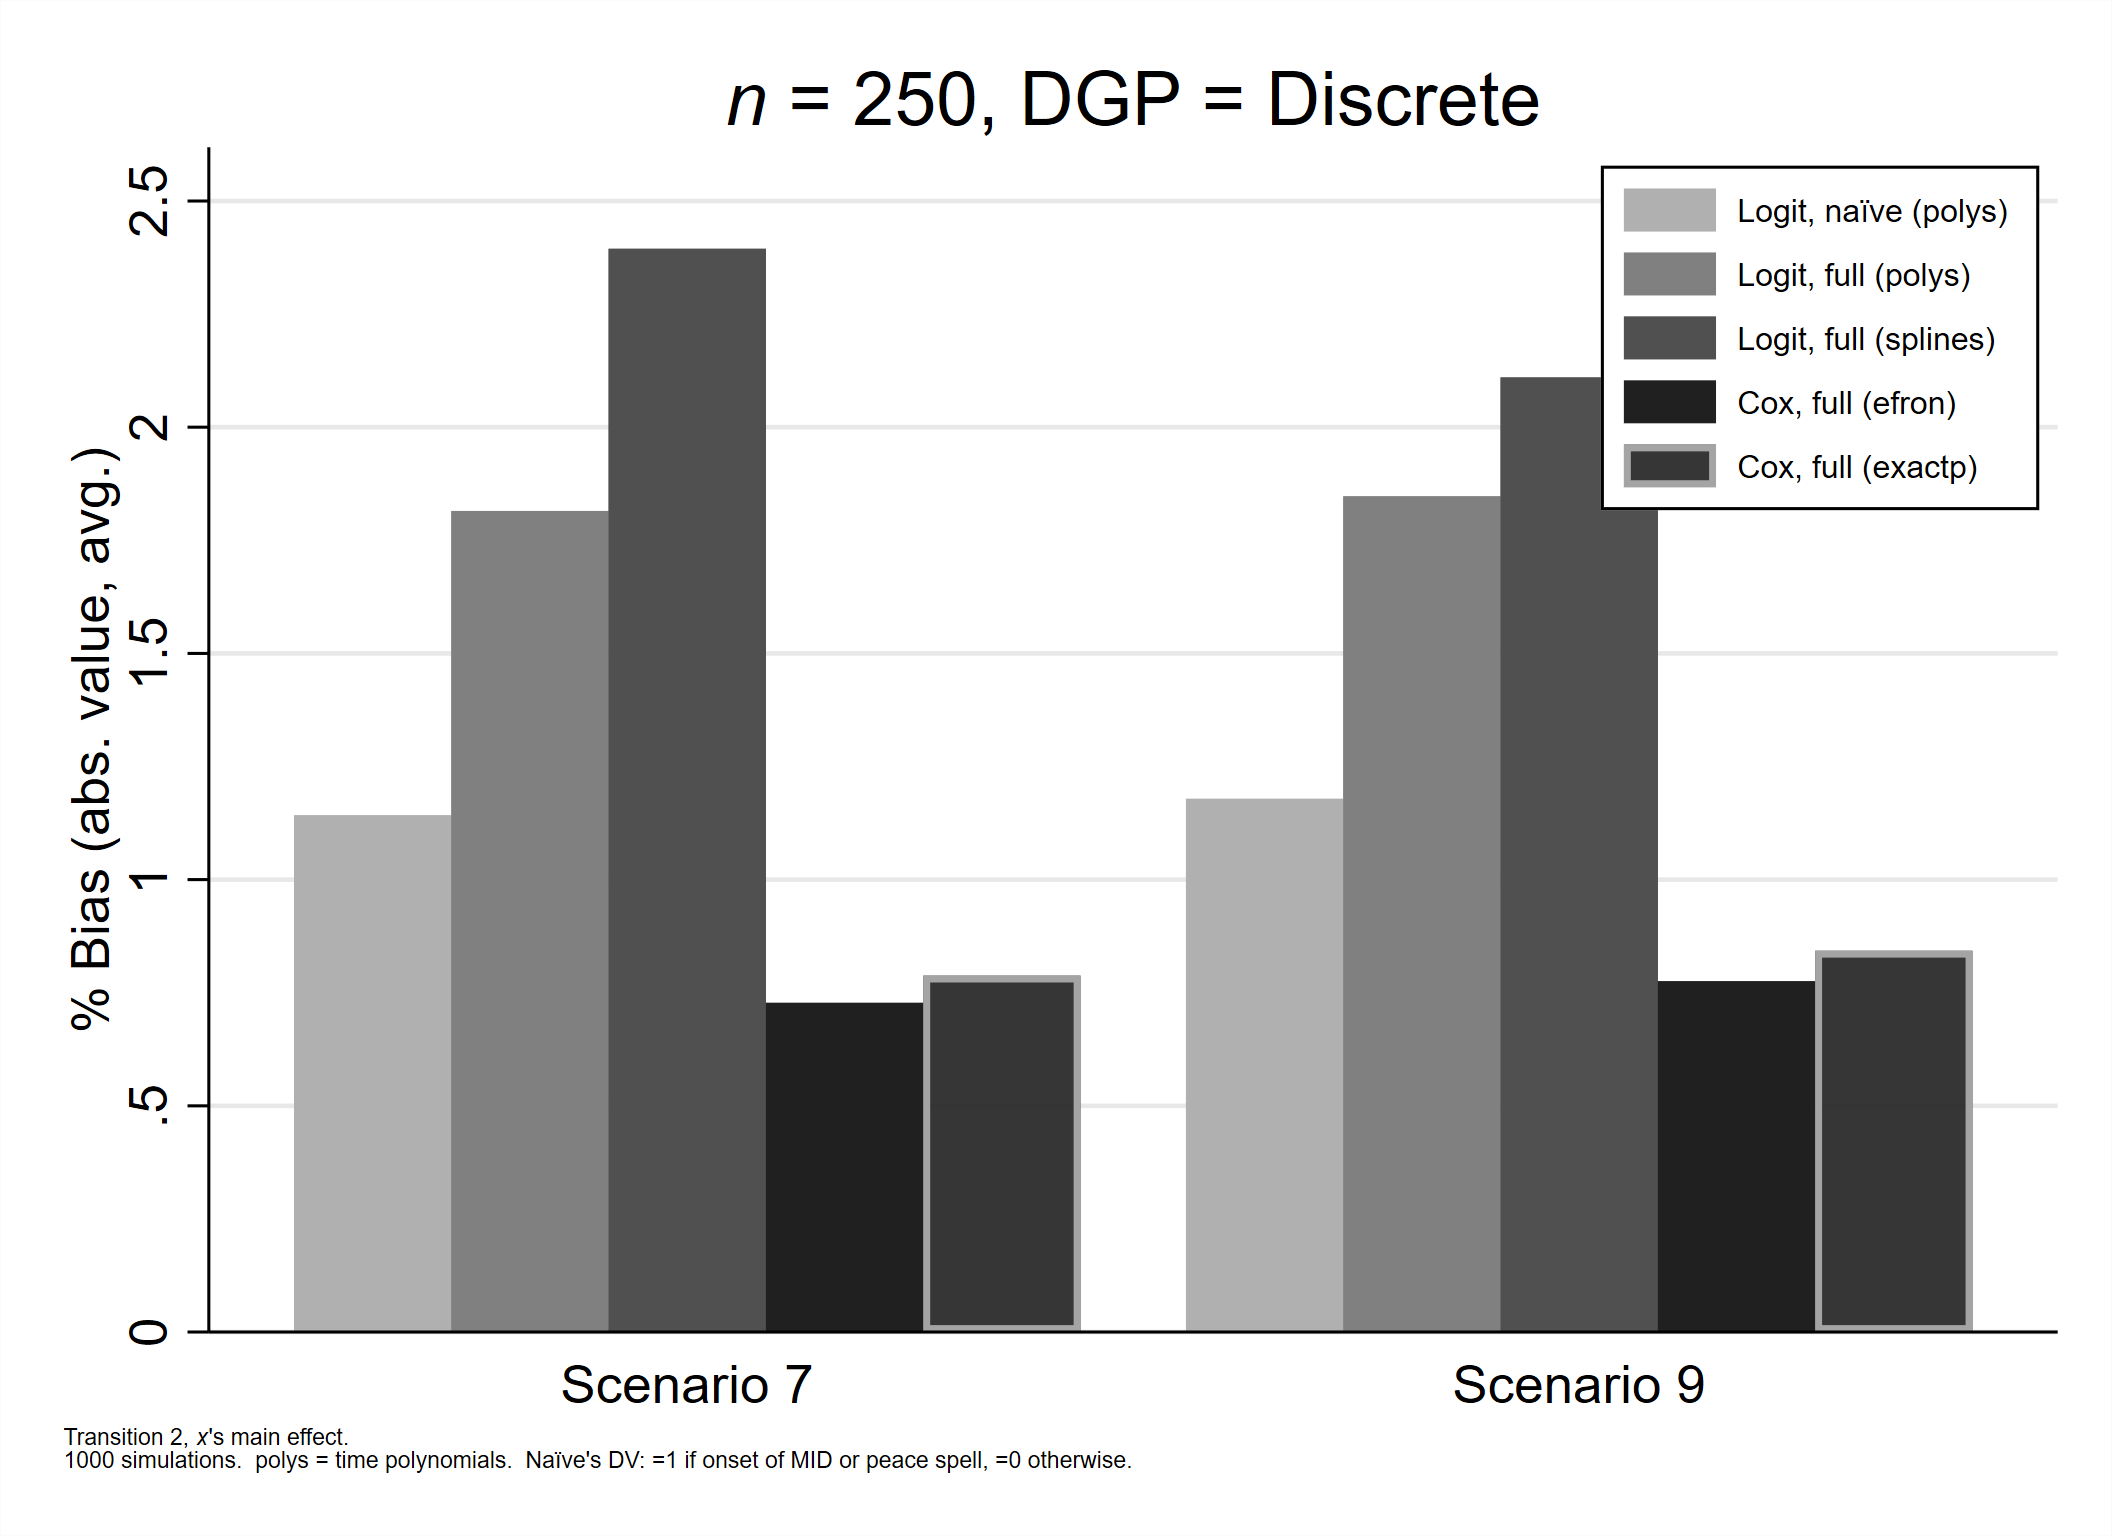 n = 250, DGP = Discrete
% Bias (abs. value, avg.)
2.5
2
1.5
1
.5
0
Logit, naïve (polys)
Logit, full (polys)
Logit, full (splines)
Cox, full (efron)
Cox, full (exactp)
Scenario 7
Scenario 9
Transition 2, x's main effect.
1000 simulations.  polys = time polynomials.  Naïve's DV: =1 if onset of MID or peace spell, =0 otherwise.